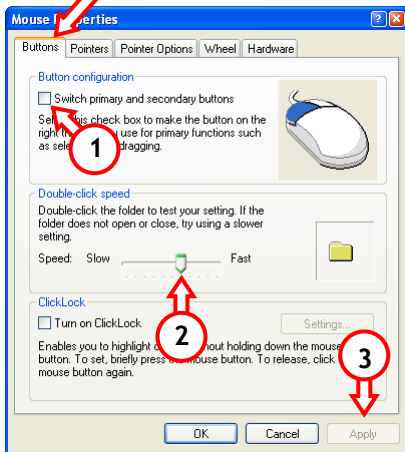 Mouse Properties
Buttons Pointers Pointer Options Wheel Hardware
Button configuration
Switch primary and secondary buttons
this check box to make the button on the
right use for primary functions such
as dragging.
1
Double-click speed
Double-click the folder to test your setting. If the
folder does not open or close, try using a slower
setting.
Speed: Slow Fast
2
ClickLock
Turn on ClickLock
Settings...
Enables you to highlight holding down the mouse
button. To set, briefly press mouse button. To release, click
mouse button again.
3
OK Cancel Apply